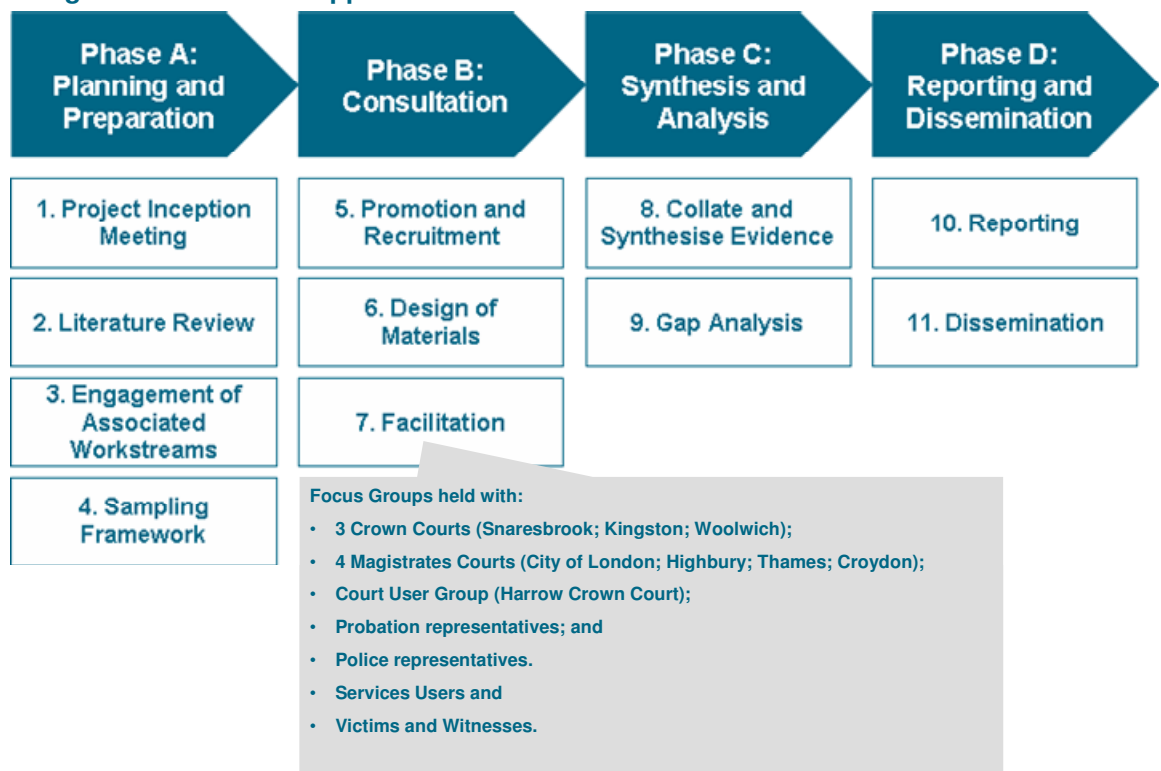 Phase A:
Planning and
Preparation
Phase B:
Consultation
Phase C:
Synthesis and
Analysis
Phase D:
Reporting and
Dissemination
1. Project Inception
Meeting
2. Literature Review
3. Engagement of
Associated
Workstreams
4. Sampling
Framework
5. Promotion and
Recruitment
6. Design of
Materials
7. Facilitation
8. Collate and
Synthesise Evidence
9. Gap Analysis
10. Reporting
11. Dissemination
Focus Groups held with:
• 3 Crown Courts (Snaresbrook; Kingston; Woolwich);
• 4 Magistrates Courts (City of London; Highbury; Thames; Croydon);
• Court User Group (Harrow Crown Court);
• Probation representatives; and
• Police representatives.
• Services Users and
• Victims and Witnesses.